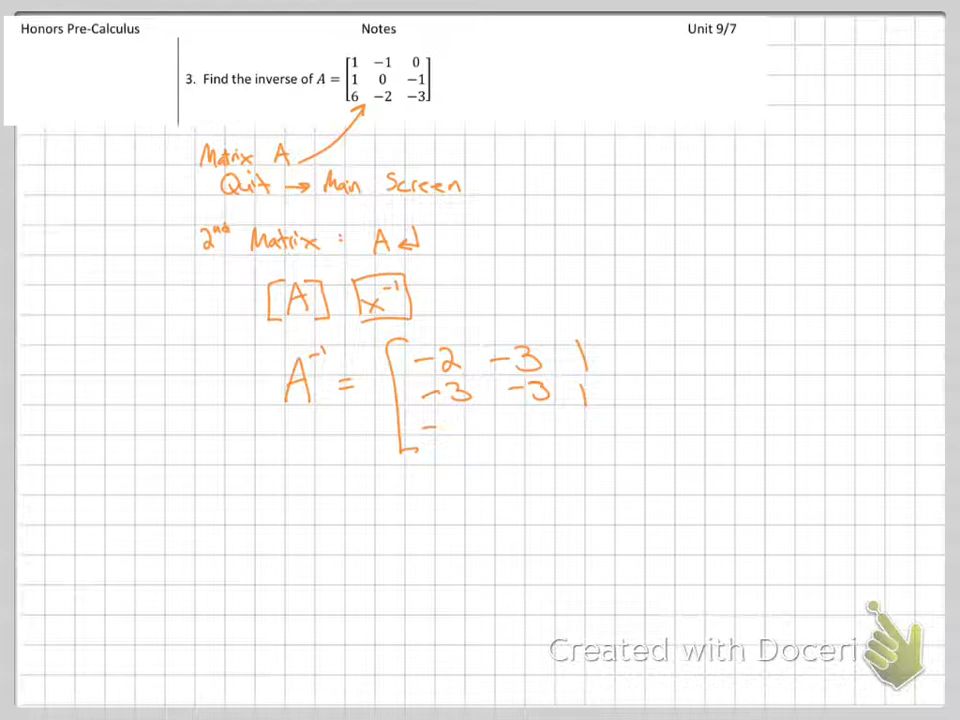 Honors Pre-Calculus Notes Unit 9/7
3. Find the inverse of A = [1 −1 0
1 0 −1
6 −2 −3]
Matrix A
Quit → Main Screen
2nd Matrix : A ↵
[A] x⁻¹
A⁻¹ = [ -2 -3 1
-3 -3 1
-
Created with Doceri